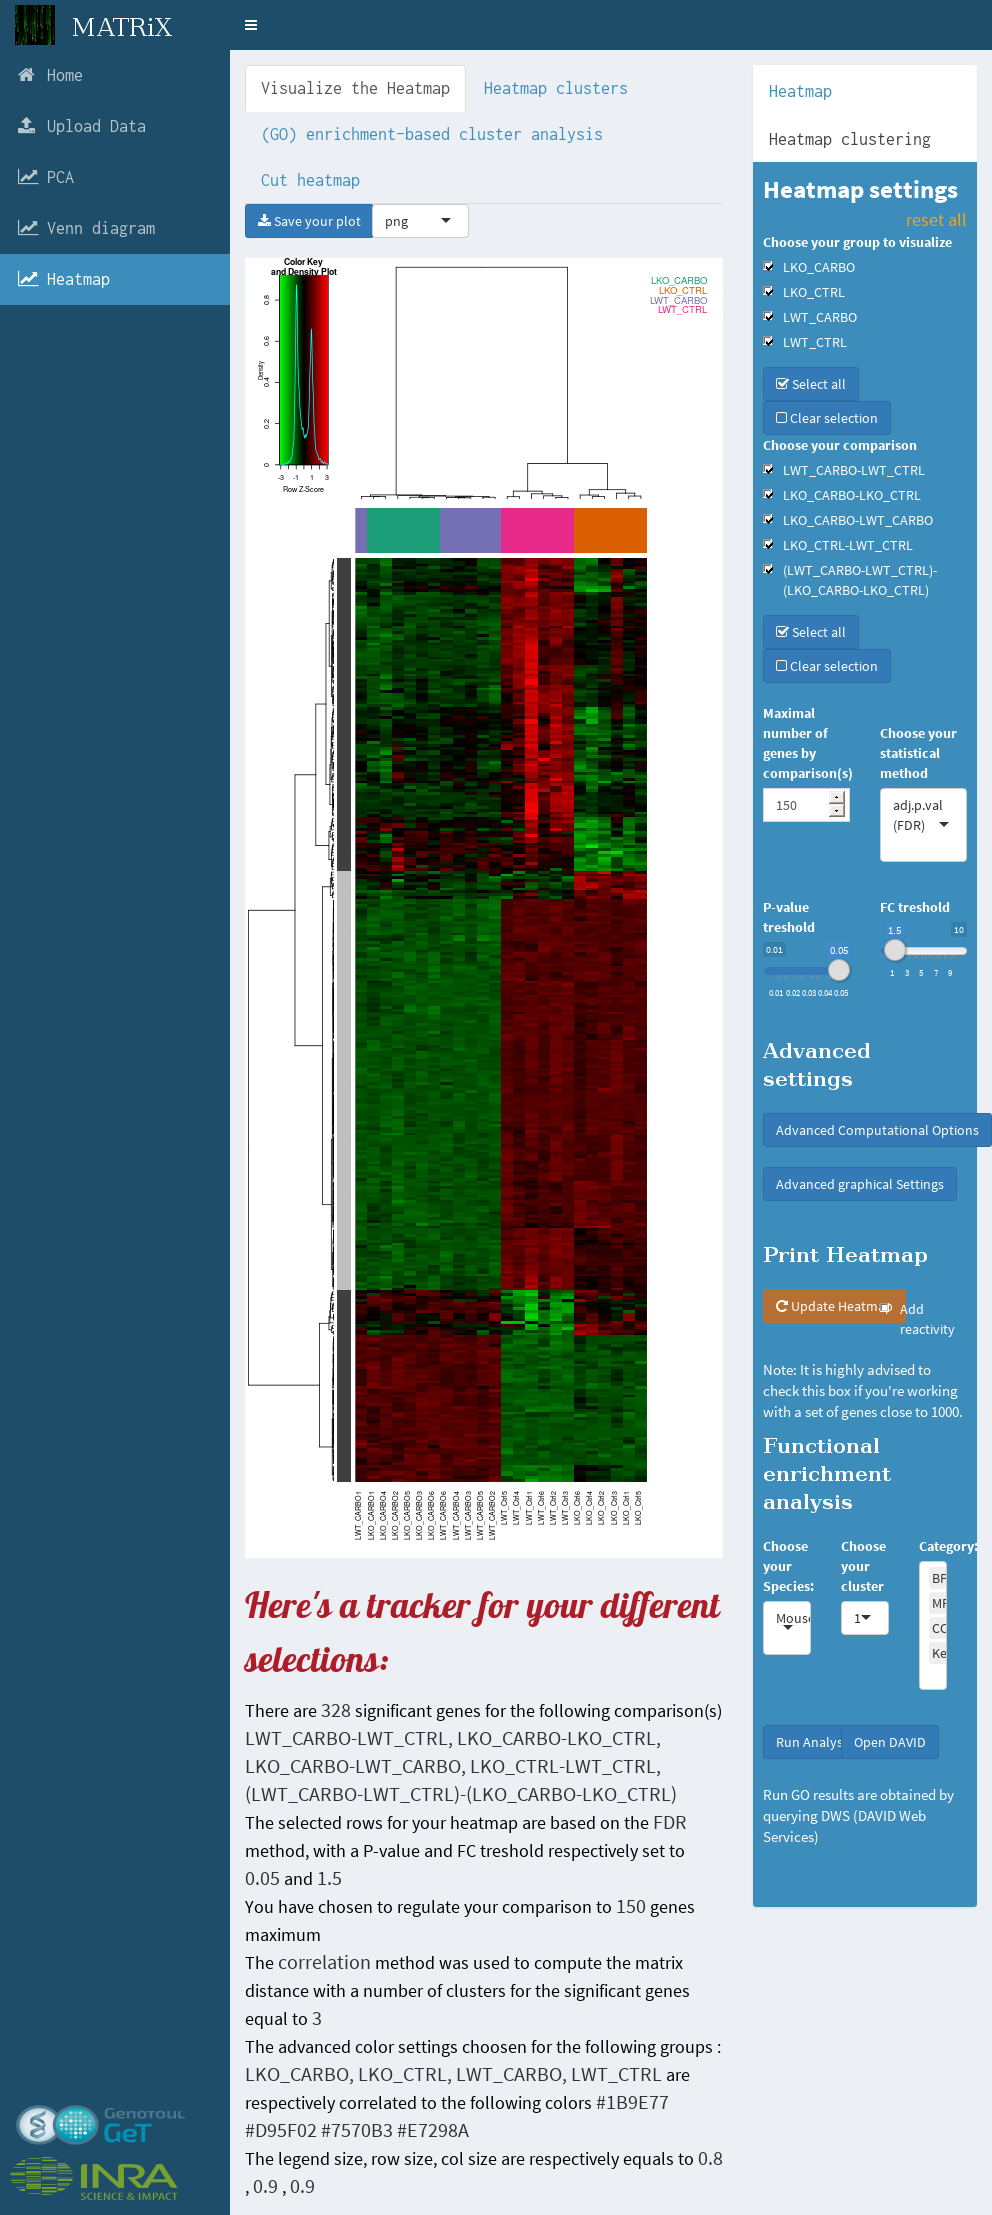 MATRiX
Home
Upload Data
PCA
Venn diagram
Heatmap
Visualize the Heatmap
Heatmap clusters
(GO) enrichment-based cluster analysis
Cut heatmap
Save your plot
png
Color Key
and Density Plot
Density
0 0.2 0.4 0.6 0.8
-3 -1 1 3
Row Z-Score
LKO_CARBO
LKO_CTRL
LWT_CARBO
LWT_CTRL
LWT_CARBO1
LKO_CARBO1
LKO_CARBO4
LKO_CARBO2
LKO_CARBO5
LKO_CARBO3
LKO_CARBO6
LWT_CARBO6
LWT_CARBO4
LWT_CARBO3
LWT_CARBO5
LWT_CARBO2
LWT_Ctrl5
LWT_Ctrl4
LWT_Ctrl1
LWT_Ctrl6
LWT_Ctrl2
LWT_Ctrl3
LKO_Ctrl6
LKO_Ctrl4
LKO_Ctrl2
LKO_Ctrl3
LKO_Ctrl1
LKO_Ctrl5
Here's a tracker for your different
selections:
There are 328 significant genes for the following comparison(s)
LWT_CARBO-LWT_CTRL, LKO_CARBO-LKO_CTRL,
LKO_CARBO-LWT_CARBO, LKO_CTRL-LWT_CTRL,
(LWT_CARBO-LWT_CTRL)-(LKO_CARBO-LKO_CTRL)
The selected rows for your heatmap are based on the FDR
method, with a P-value and FC treshold respectively set to
0.05 and 1.5
You have chosen to regulate your comparison to 150 genes
maximum
The correlation method was used to compute the matrix
distance with a number of clusters for the significant genes
equal to 3
The advanced color settings choosen for the following groups :
LKO_CARBO, LKO_CTRL, LWT_CARBO, LWT_CTRL are
respectively correlated to the following colors #1B9E77
#D95F02 #7570B3 #E7298A
The legend size, row size, col size are respectively equals to 0.8
, 0.9 , 0.9
Heatmap
Heatmap clustering
Heatmap settings
reset all
Choose your group to visualize
LKO_CARBO
LKO_CTRL
LWT_CARBO
LWT_CTRL
Select all
Clear selection
Choose your comparison
LWT_CARBO-LWT_CTRL
LKO_CARBO-LKO_CTRL
LKO_CARBO-LWT_CARBO
LKO_CTRL-LWT_CTRL
(LWT_CARBO-LWT_CTRL)-
(LKO_CARBO-LKO_CTRL)
Select all
Clear selection
Maximal
number of
genes by
comparison(s)
150
Choose your
statistical
method
adj.p.val
(FDR)
P-value
treshold
0.01 0.05
0.01 0.02 0.03 0.04 0.05
FC treshold
1.5 10
1 3 5 7 9
Advanced
settings
Advanced Computational Options
Advanced graphical Settings
Print Heatmap
Update Heatmap
Add
reactivity
Note: It is highly advised to
check this box if you're working
with a set of genes close to 1000.
Functional
enrichment
analysis
Choose
your
Species:
Mouse
Choose
your
cluster
1
Category:
BP
MF
CC
Ke
Run Analys
Open DAVID
Run GO results are obtained by
querying DWS (DAVID Web
Services)
GENOTOUL
GeT
INRA
SCIENCE & IMPACT